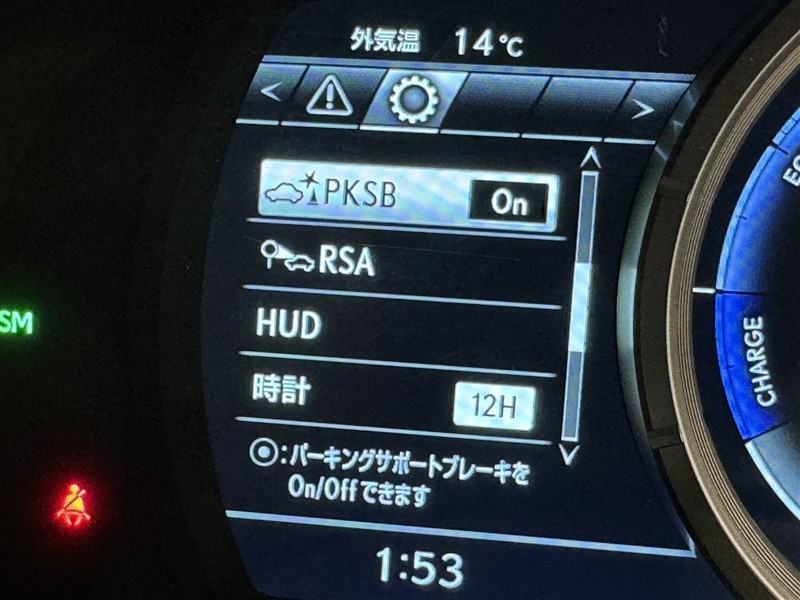 外気温 14℃
PKSB On
RSA
HUD
時計 12H
◉:パーキングサポートブレーキを
On/Offできます
1:53
SM
CHARGE
EC